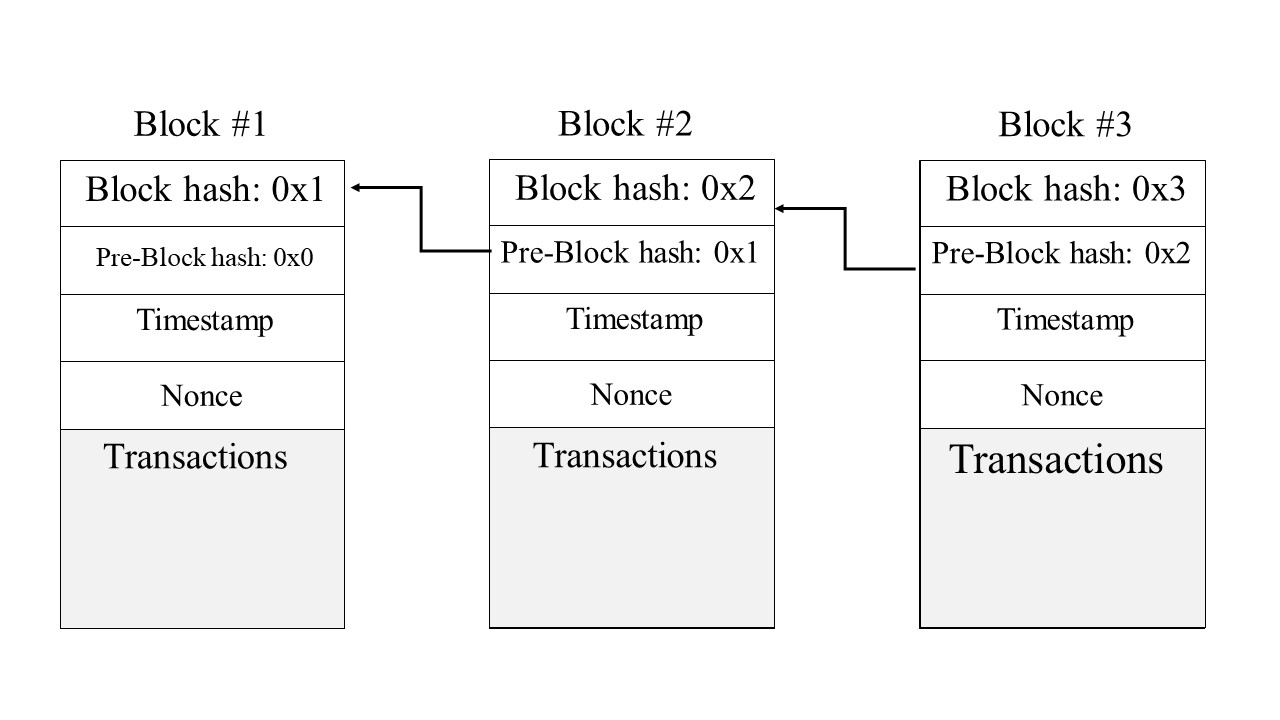 Block #1
Block hash: 0x1
Pre-Block hash: 0x0
Timestamp
Nonce
Transactions
Block #2
Block hash: 0x2
Pre-Block hash: 0x1
Timestamp
Nonce
Transactions
Block #3
Block hash: 0x3
Pre-Block hash: 0x2
Timestamp
Nonce
Transactions